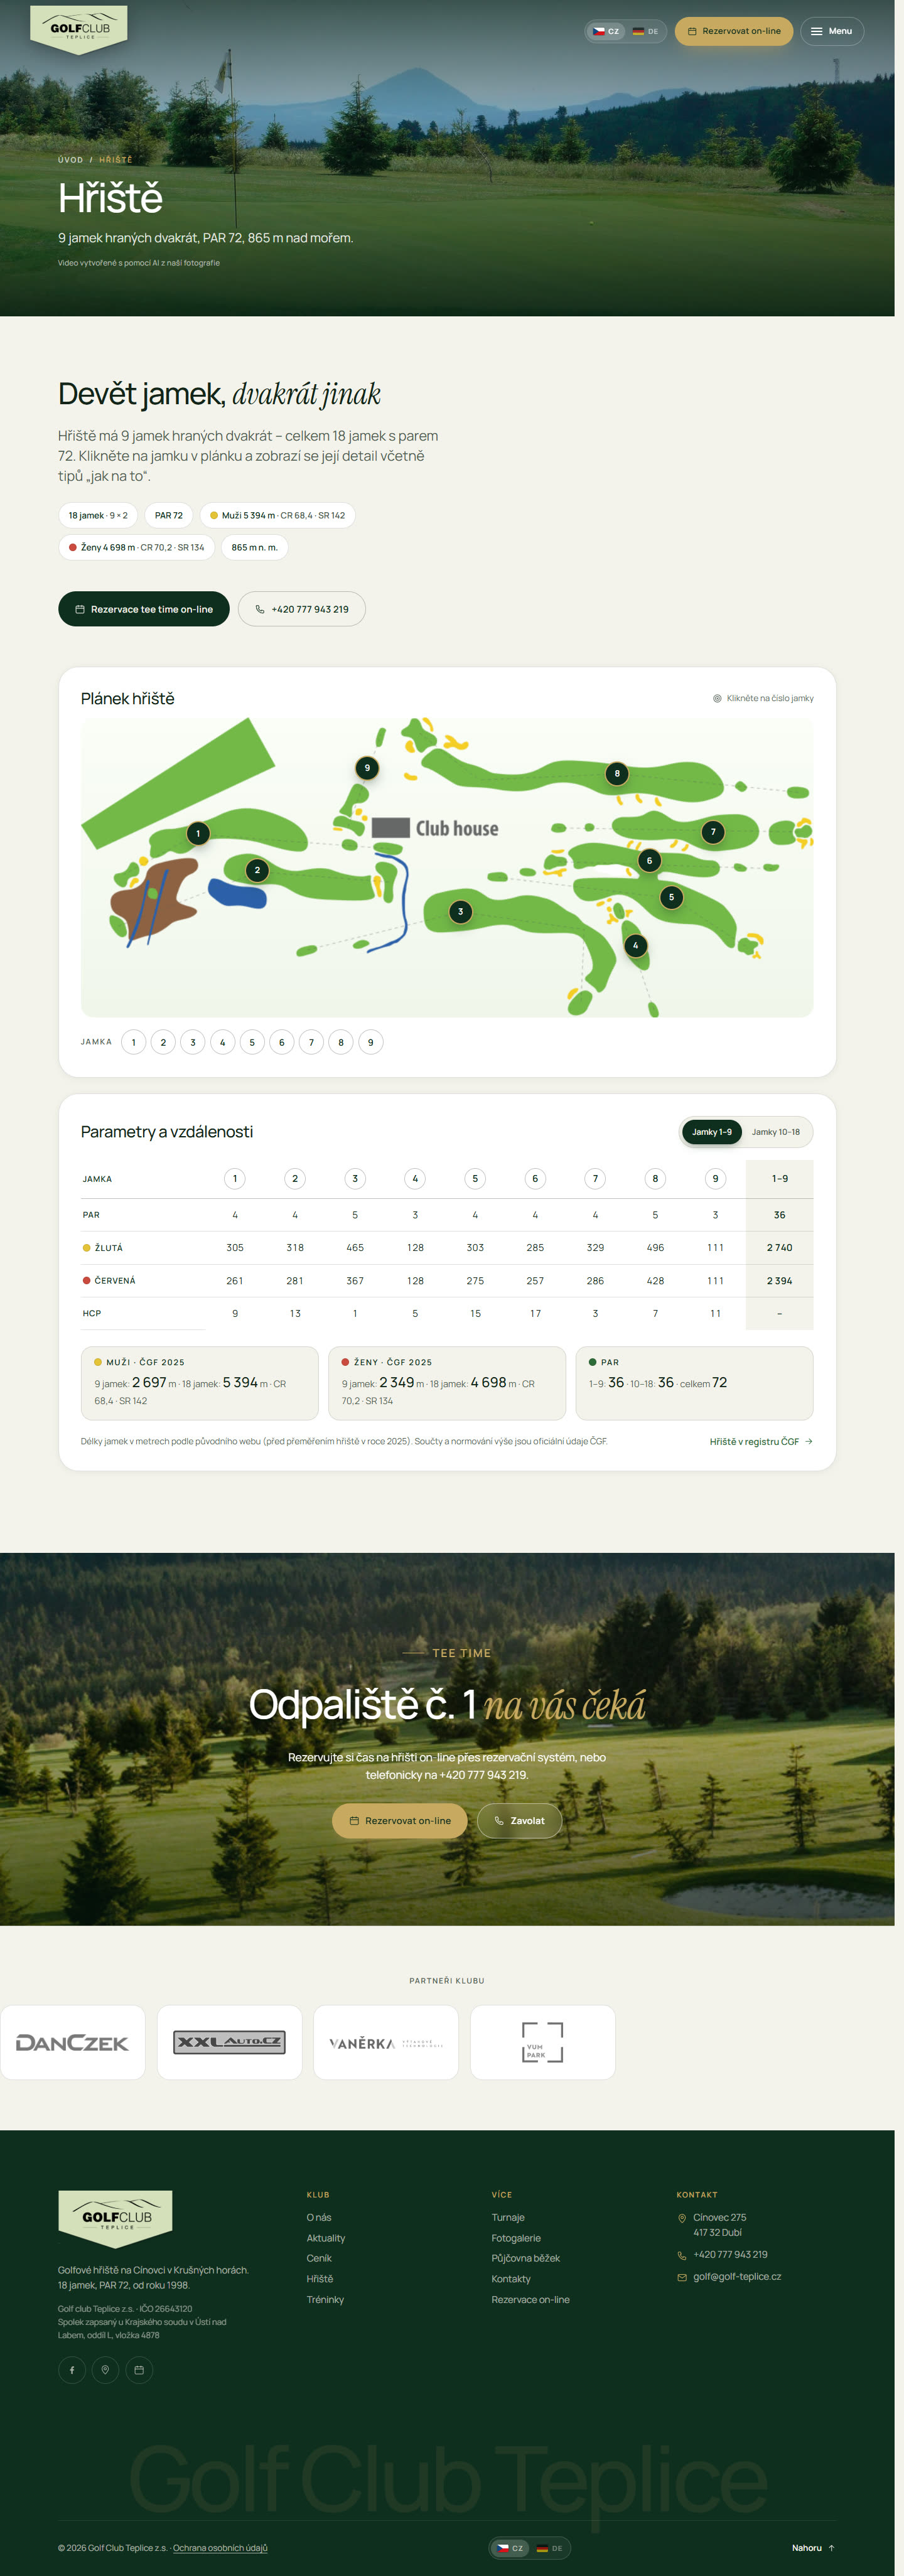 GOLFCLUB
TEPLICE
CZ
DE
Rezervovat on-line
Menu
ÚVOD / HŘIŠTĚ
Hřiště
9 jamek hraných dvakrát, PAR 72, 865 m nad mořem.
Video vytvořené s pomocí AI z naší fotografie
Devět jamek, dvakrát jinak
Hřiště má 9 jamek hraných dvakrát – celkem 18 jamek s parem
72. Klikněte na jamku v plánku a zobrazí se její detail včetně
tipů „jak na to“.
18 jamek · 9 × 2
PAR 72
Muži 5 394 m · CR 68,4 · SR 142
Ženy 4 698 m · CR 70,2 · SR 134
865 m n. m.
Rezervace tee time on-line
+420 777 943 219
Plánek hřiště
Klikněte na číslo jamky
9
8
1
Club house
7
6
2
5
3
4
JAMKA 1 2 3 4 5 6 7 8 9
Parametry a vzdálenosti
Jamky 1–9
Jamky 10–18
JAMKA 1 2 3 4 5 6 7 8 9 1–9
PAR 4 4 5 3 4 4 4 5 3 36
ŽLUTÁ 305 318 465 128 303 285 329 496 111 2 740
ČERVENÁ 261 281 367 128 275 257 286 428 111 2 394
HCP 9 13 1 5 15 17 3 7 11 –
MUŽI · ČGF 2025
9 jamek: 2 697 m · 18 jamek: 5 394 m · CR
68,4 · SR 142
ŽENY · ČGF 2025
9 jamek: 2 349 m · 18 jamek: 4 698 m · CR
70,2 · SR 134
PAR
1–9: 36 · 10–18: 36 · celkem 72
Délky jamek v metrech podle původního webu (před přeměřením hřiště v roce 2025). Součty a normování výše jsou oficiální údaje ČGF.
Hřiště v registru ČGF →
TEE TIME
Odpaliště č. 1 na vás čeká
Rezervujte si čas na hřišti on-line přes rezervační systém, nebo
telefonicky na +420 777 943 219.
Rezervovat on-line
Zavolat
PARTNEŘI KLUBU
DANCZEK
XXL AUTO.CZ
VANĚRKA
VUM
PARK
GOLFCLUB
TEPLICE
Golfové hřiště na Cínovci v Krušných horách.
18 jamek, PAR 72, od roku 1998.
Golf club Teplice z.s. · IČO 26643120
Spolek zapsaný u Krajského soudu v Ústí nad
Labem, oddíl L, vložka 4878
KLUB
O nás
Aktuality
Ceník
Hřiště
Tréninky
VÍCE
Turnaje
Fotogalerie
Půjčovna běžek
Kontakty
Rezervace on-line
KONTAKT
Cínovec 275
417 32 Dubí
+420 777 943 219
golf@golf-teplice.cz
Golf Club Teplice
© 2026 Golf Club Teplice z.s. · Ochrana osobních údajů
CZ
DE
Nahoru ↑